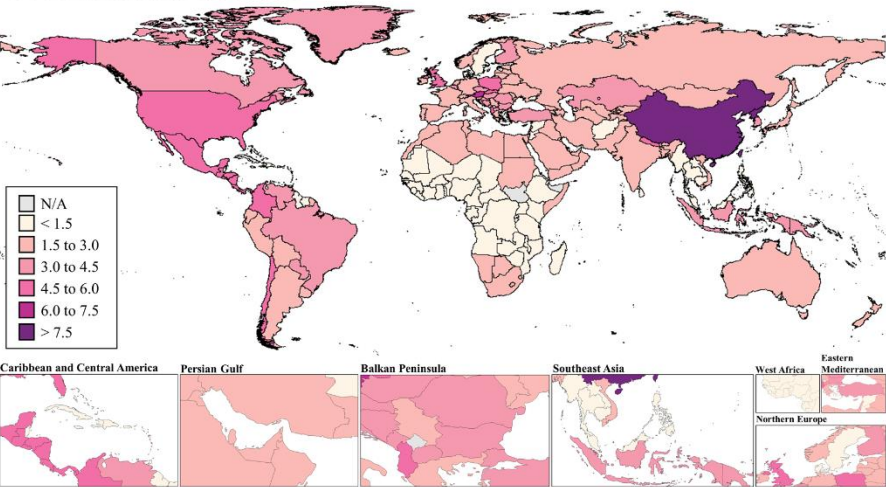 N/A
< 1.5
1.5 to 3.0
3.0 to 4.5
4.5 to 6.0
6.0 to 7.5
> 7.5
Caribbean and Central America
Persian Gulf
Balkan Peninsula
Southeast Asia
West Africa
Eastern
Mediterranean
Northern Europe